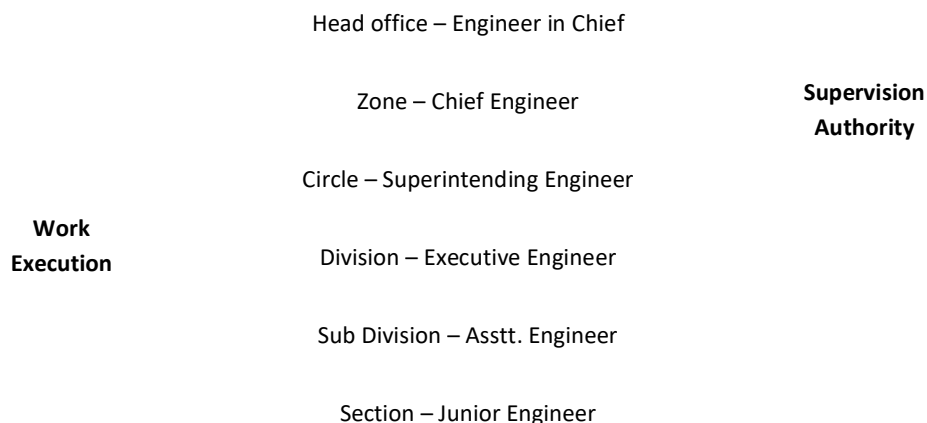 Head office – Engineer in Chief
Zone – Chief Engineer
Supervision
Authority
Circle – Superintending Engineer
Work
Execution
Division – Executive Engineer
Sub Division – Asstt. Engineer
Section – Junior Engineer